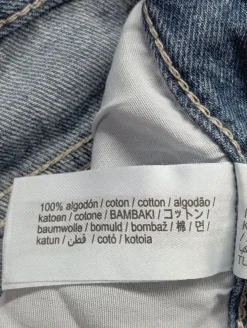 100% algodón / coton / cotton / algodão /
katoen / cotone / BAMBAKI / コットン /
baumwolle / bomuld / bombaž / 棉 / 면 /
katun / قطن / cotó / kotoia